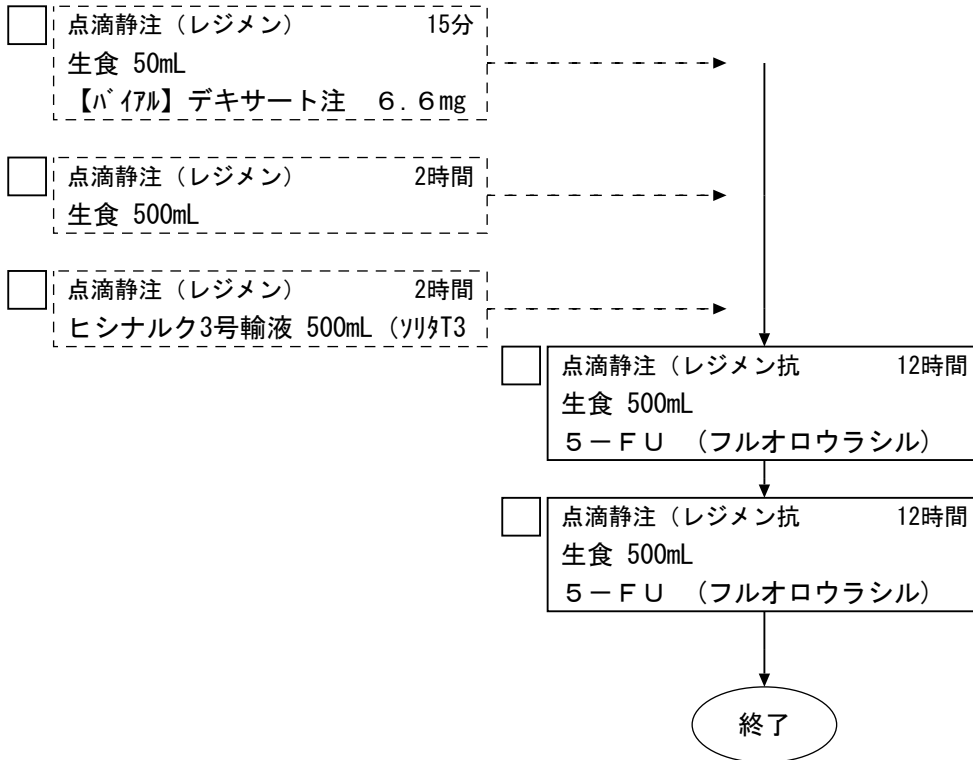 点滴静注（レジメン） 15分
生食 50mL
【ﾊﾞｲｱﾙ】デキサート注 ６.６mg
点滴静注（レジメン） 2時間
生食 500mL
点滴静注（レジメン） 2時間
ヒシナルク3号輸液 500mL（ｿﾘﾀT3
点滴静注（レジメン抗 12時間
生食 500mL
５－ＦＵ （フルオロウラシル）
点滴静注（レジメン抗 12時間
生食 500mL
５－ＦＵ （フルオロウラシル）
終了